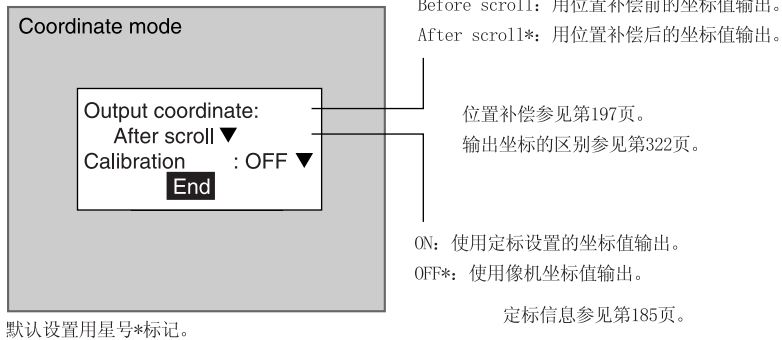 Before scroll: 用位置补偿前的坐标值输出。
Coordinate mode
After scroll*: 用位置补偿后的坐标值输出。
Output coordinate:
After scroll ▼
Calibration : OFF ▼
End
位置补偿参见第197页。
输出坐标的区别参见第322页。
ON: 使用定标设置的坐标值输出。
OFF*: 使用像机坐标值输出。
定标信息参见第185页。
默认设置用星号*标记。